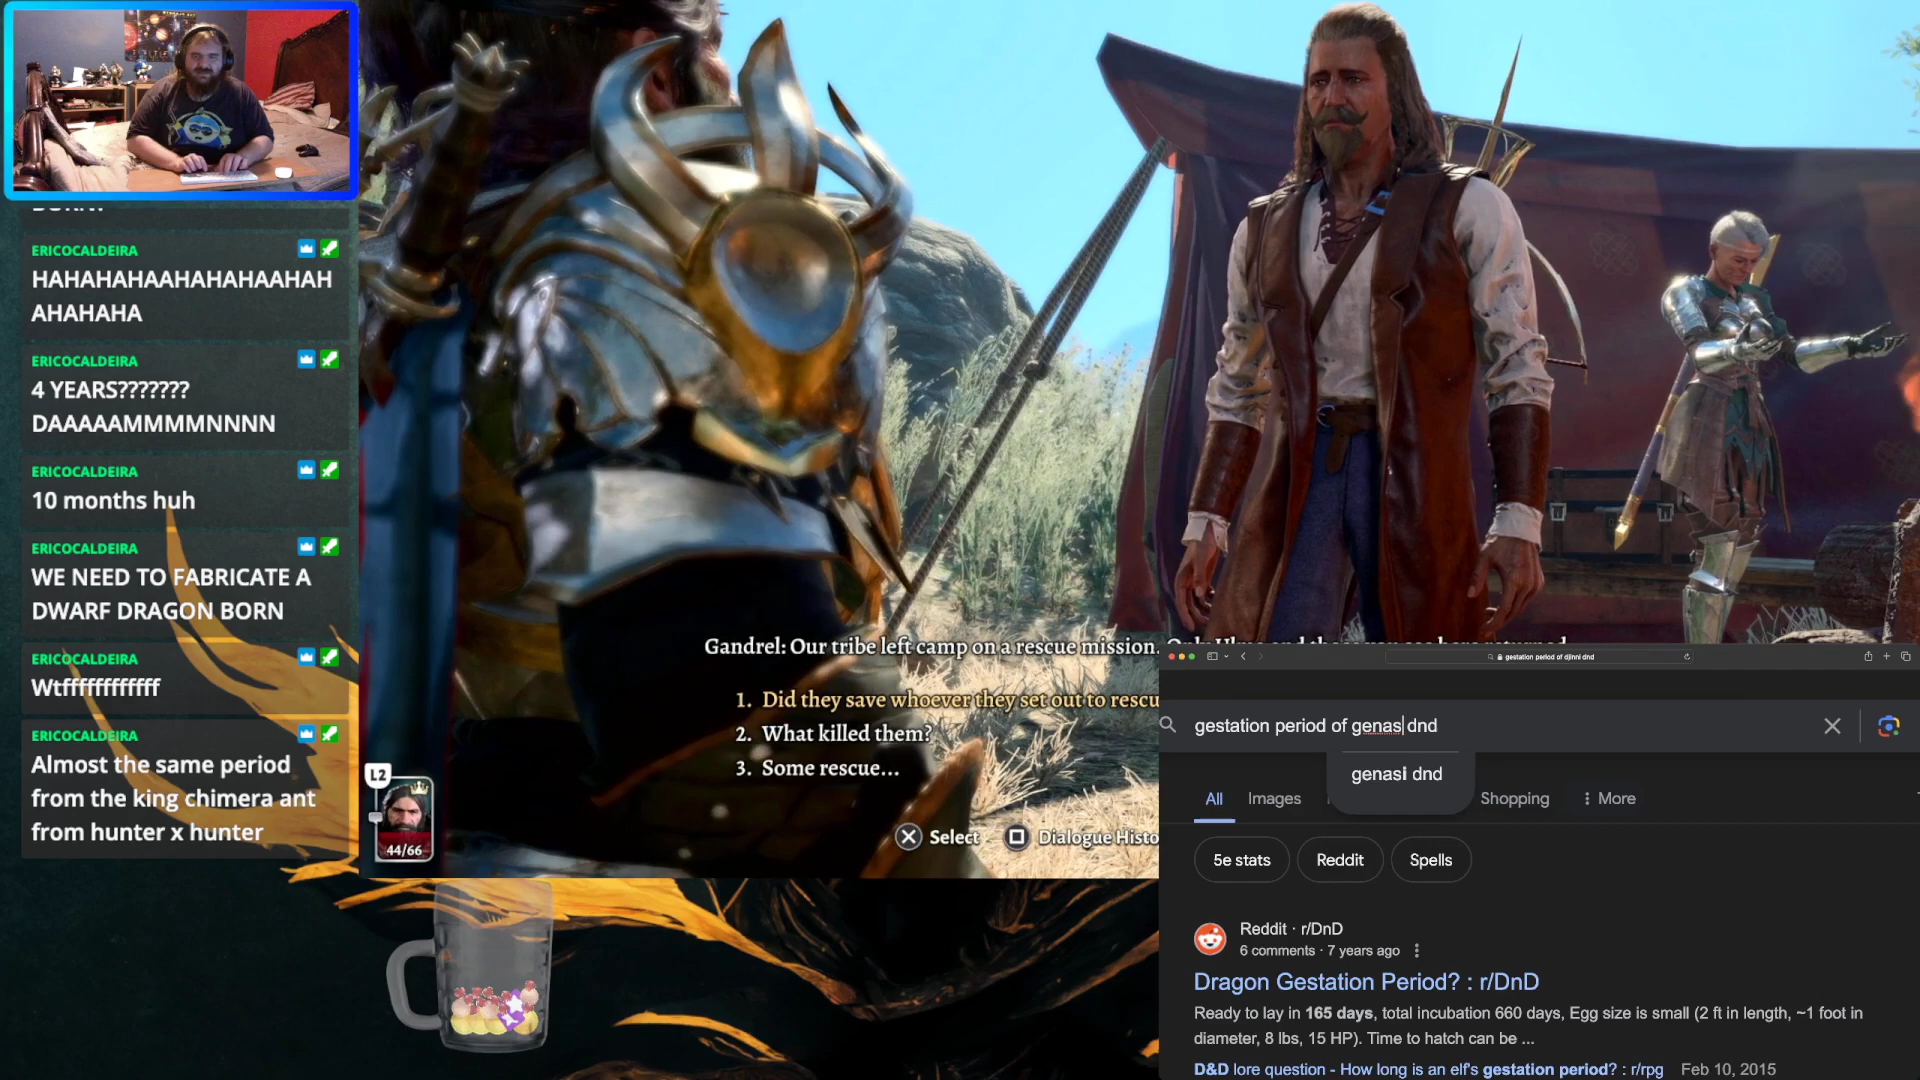 ERICOCALDEIRA
HAHAHAHAAHAHAHAAHAH
AHAHAHA
ERICOCALDEIRA
4 YEARS???????
DAAAAAMMMMNNNN
ERICOCALDEIRA
10 months huh
ERICOCALDEIRA
WE NEED TO FABRICATE A
DWARF DRAGON BORN
ERICOCALDEIRA
Wtffffffffffff
ERICOCALDEIRA
Almost the same period
from the king chimera ant
from hunter x hunter
Gandrel: Our tribe left camp on a rescue mission.
1. Did they save whoever they set out to rescu
2. What killed them?
3. Some rescue...
L2
44/66
Select
Dialogue Histo
gestation period of djinni dnd
gestation period of genas dnd
genasi dnd
All
Images
Shopping
More
5e stats
Reddit
Spells
Reddit · r/DnD
6 comments · 7 years ago
Dragon Gestation Period? : r/DnD
Ready to lay in 165 days, total incubation 660 days, Egg size is small (2 ft in length, ~1 foot in
diameter, 8 lbs, 15 HP). Time to hatch can be ...
D&D lore question - How long is an elf's gestation period? : r/rpg Feb 10, 2015